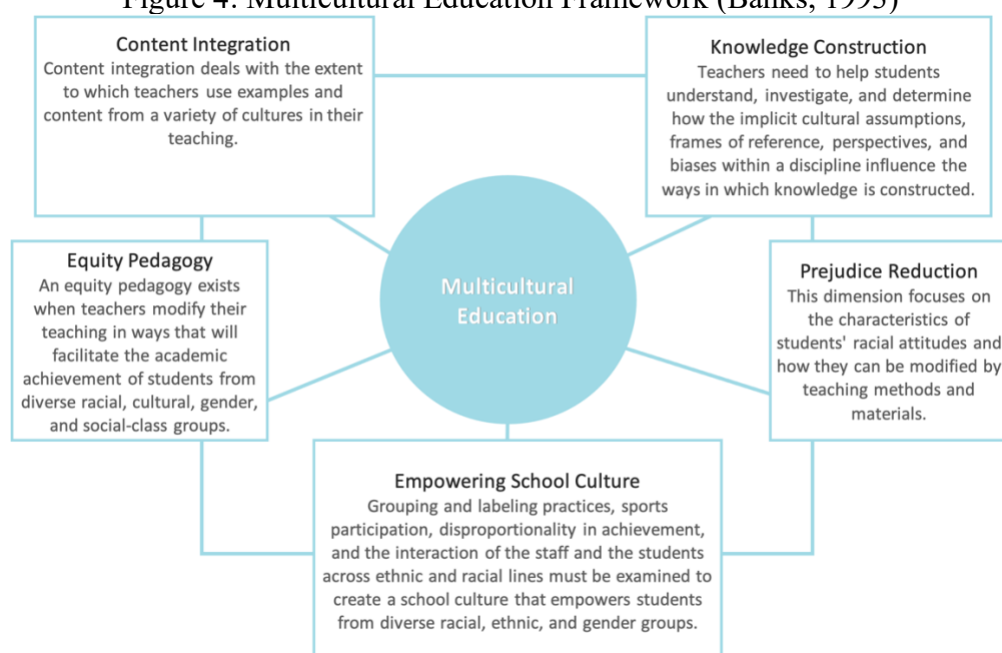 Figure 4: Multicultural Education Framework (Banks, 1995)
Content Integration
Content integration deals with the extent
to which teachers use examples and
content from a variety of cultures in their
teaching.
Knowledge Construction
Teachers need to help students
understand, investigate, and determine
how the implicit cultural assumptions,
frames of reference, perspectives, and
biases within a discipline influence the
ways in which knowledge is constructed.
Multicultural
Education
Equity Pedagogy
An equity pedagogy exists
when teachers modify their
teaching in ways that will
facilitate the academic
achievement of students from
diverse racial, cultural, gender,
and social-class groups.
Prejudice Reduction
This dimension focuses on
the characteristics of
students' racial attitudes and
how they can be modified by
teaching methods and
materials.
Empowering School Culture
Grouping and labeling practices, sports
participation, disproportionality in achievement,
and the interaction of the staff and the students
across ethnic and racial lines must be examined to
create a school culture that empowers students
from diverse racial, ethnic, and gender groups.